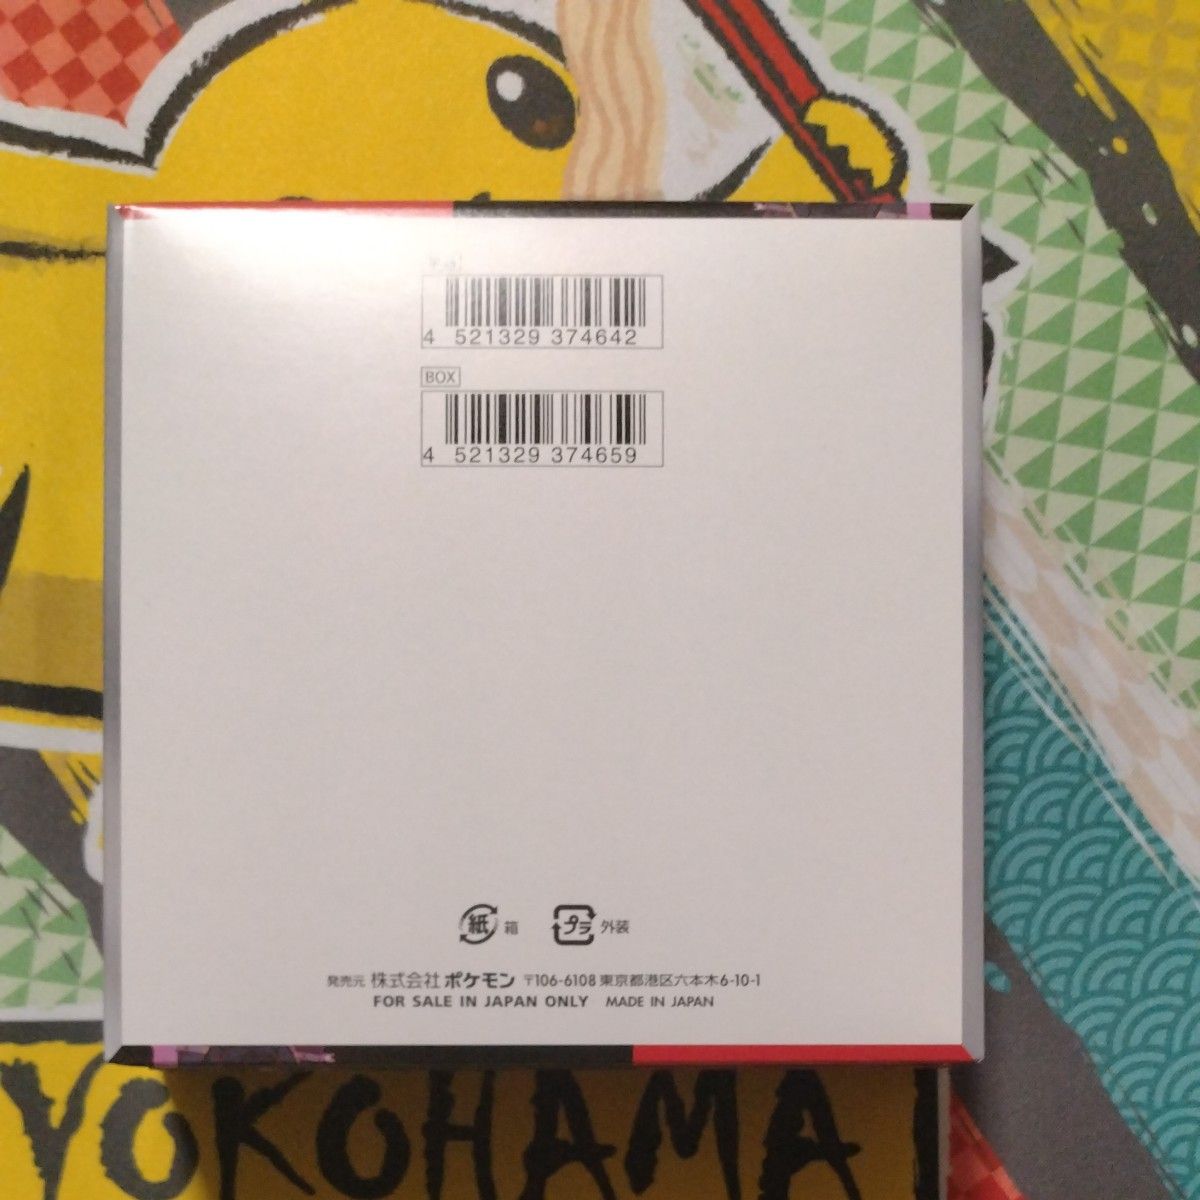 4 521329 374642
BOX
4 521329 374659
紙 箱 プラ 外装
発売元 株式会社 ポケモン 〒106-6108 東京都港区六本木6-10-1
FOR SALE IN JAPAN ONLY MADE IN JAPAN
YOKOHAMA